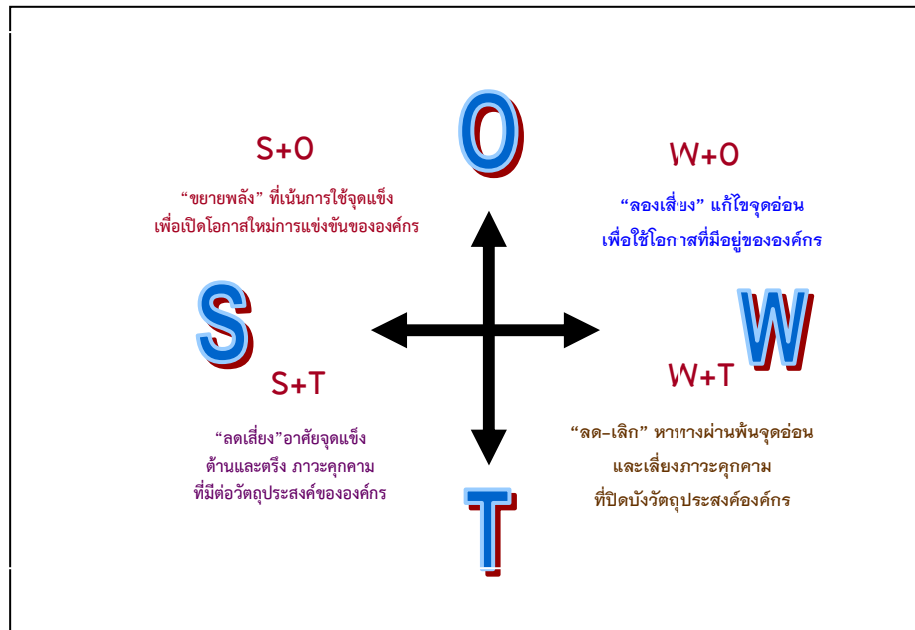 O
S+O
"ขยายพลัง" ที่เน้นการใช้จุดแข็ง
เพื่อเปิดโอกาสใหม่การแข่งขันขององค์กร
W+O
"ลองเสี่ยง" แก้ไขจุดอ่อน
เพื่อใช้โอกาสที่มีอยู่ขององค์กร
S
W
S+T
"ลดเสี่ยง"อาศัยจุดแข็ง
ต้านและตรึง ภาวะคุกคาม
ที่มีต่อวัตถุประสงค์ขององค์กร
W+T
"ลด-เลิก" หาทางผ่านพ้นจุดอ่อน
และเลี่ยงภาวะคุกคาม
ที่ปิดบังวัตถุประสงค์องค์กร
T